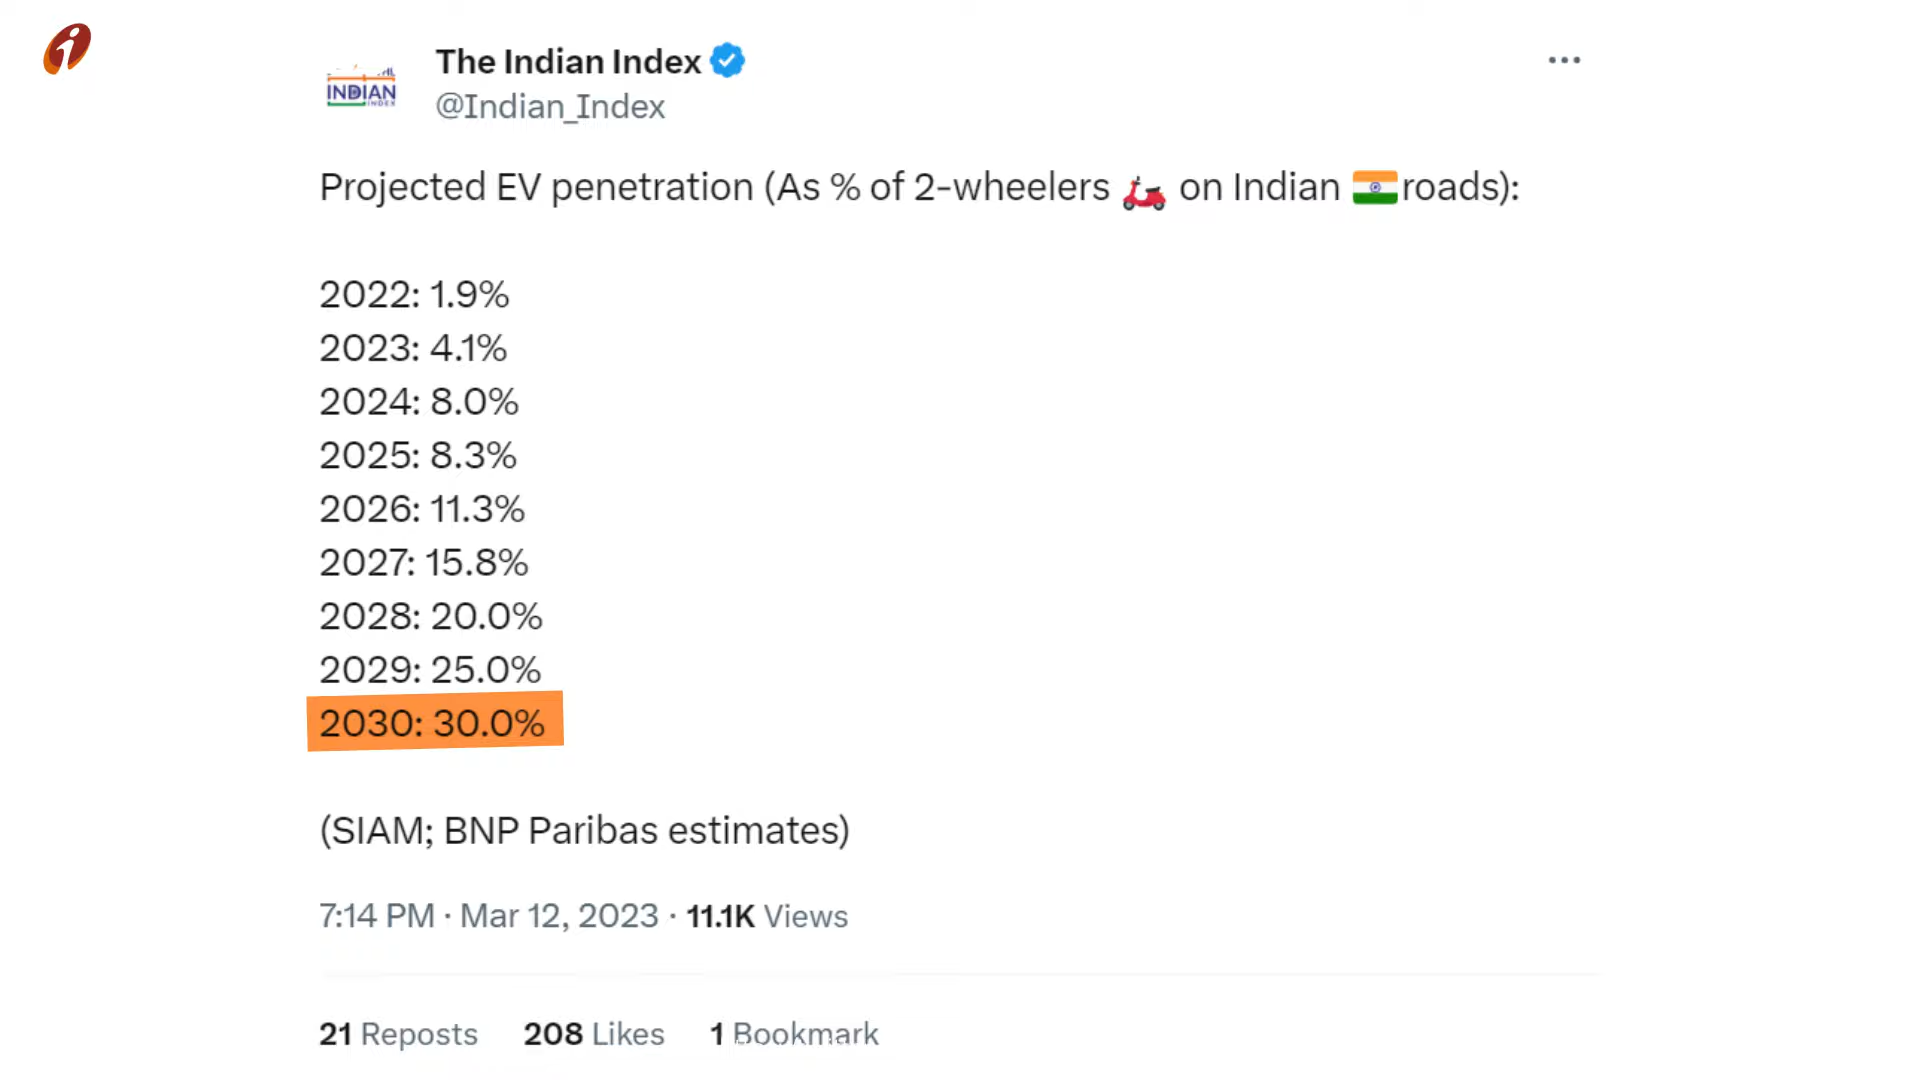 The Indian Index
@Indian_Index
INDIAN
INDEX
Projected EV penetration (As % of 2-wheelers 🛵 on Indian 🇮🇳 roads):
2022: 1.9%
2023: 4.1%
2024: 8.0%
2025: 8.3%
2026: 11.3%
2027: 15.8%
2028: 20.0%
2029: 25.0%
2030: 30.0%
(SIAM; BNP Paribas estimates)
7:14 PM · Mar 12, 2023 · 11.1K Views
21 Reposts 208 Likes 1 Bookmark